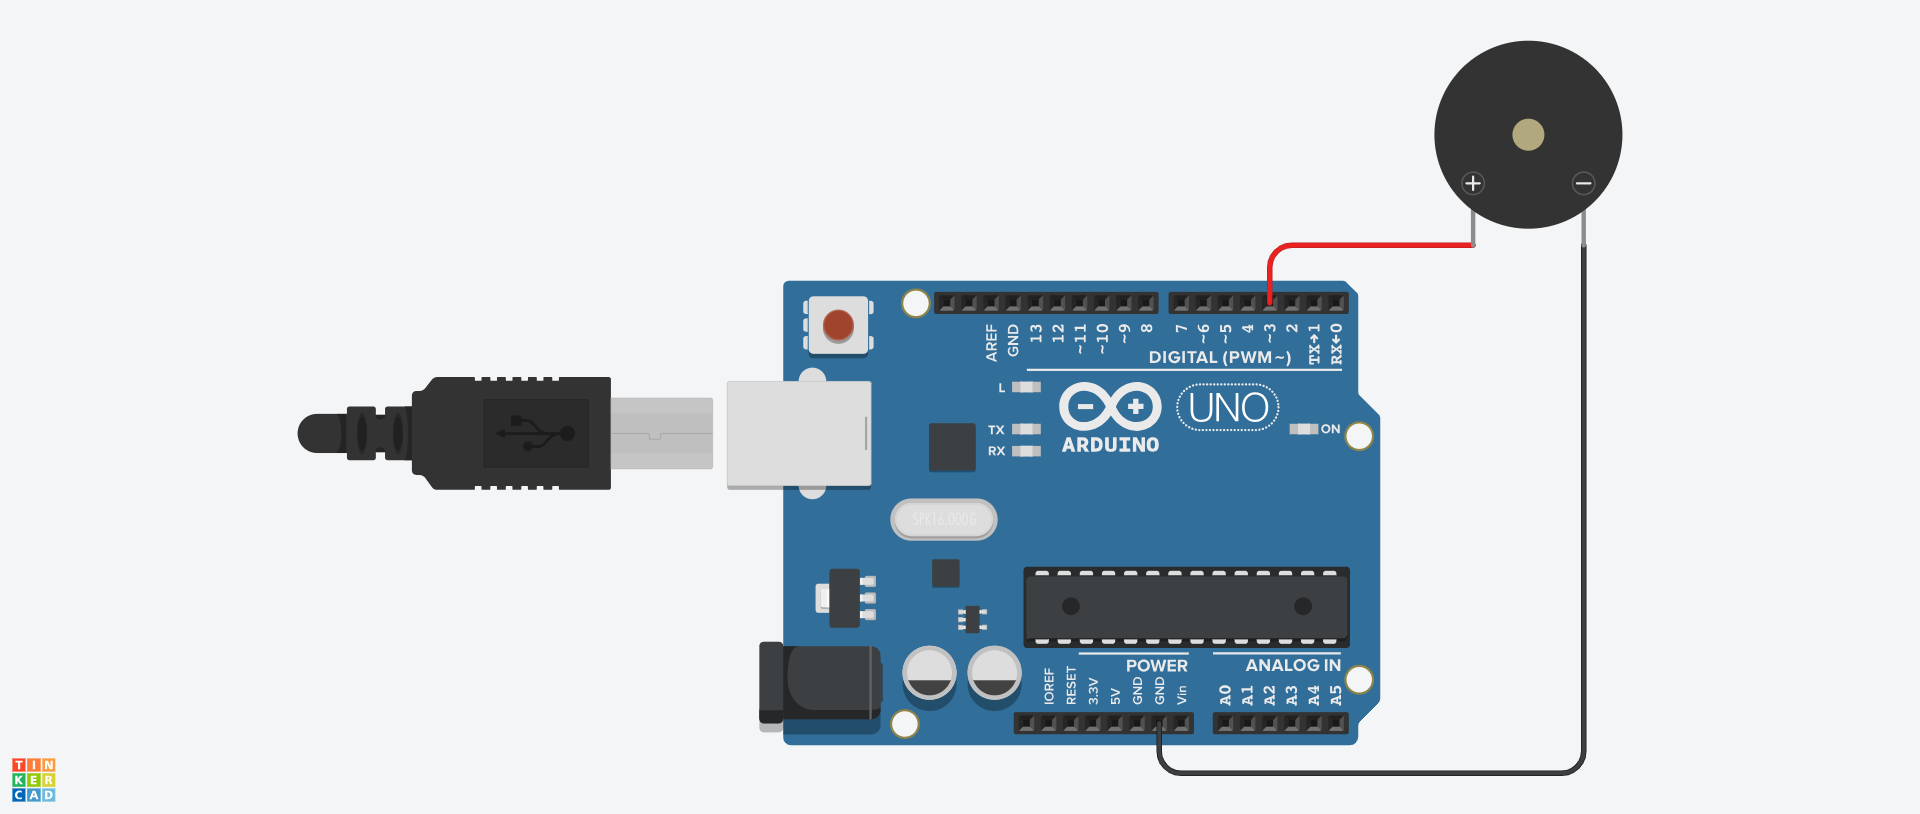 AREF
GND
13
12
~11
~10
~9
8
7
~6
~5
4
~3
2
TX→1
RX←0
DIGITAL (PWM~)
L
TX
RX
ARDUINO
UNO
ON
SPK16.000G
POWER
ANALOG IN
IOREF
RESET
3.3V
5V
GND
GND
Vin
A0
A1
A2
A3
A4
A5
TIN
KER
CAD